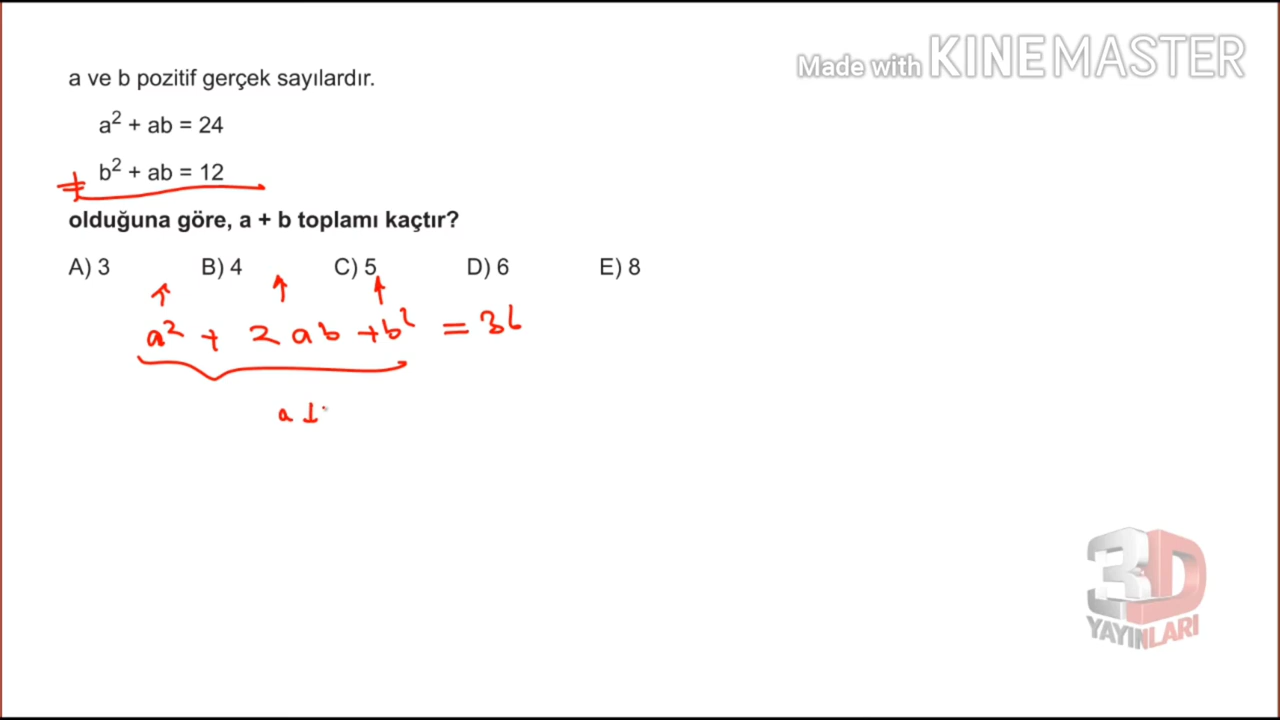 Made with KINEMASTER
a ve b pozitif gerçek sayılardır.
a² + ab = 24
b² + ab = 12
+
olduğuna göre, a + b toplamı kaçtır?
A) 3 B) 4 C) 5 D) 6 E) 8
a² + 2ab + b² = 36
a
3D
YAYINLARI